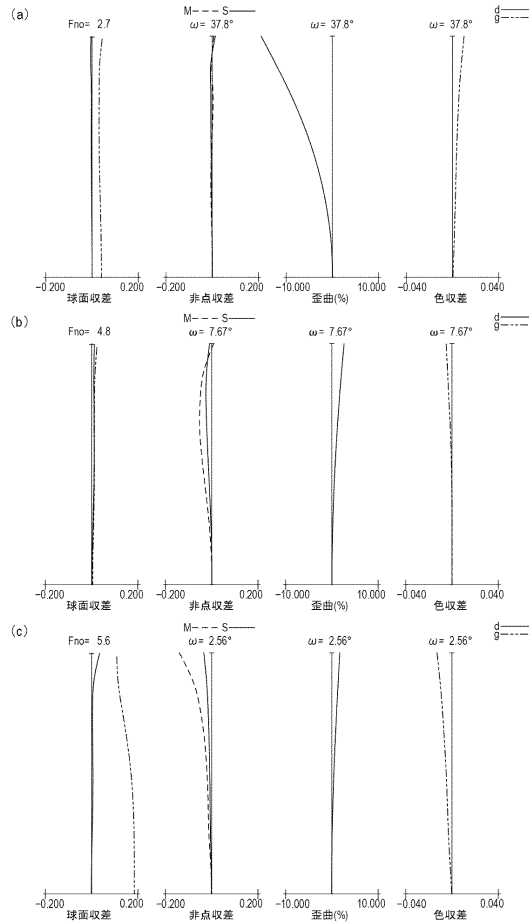 (a)
Fno= 2.7
M– – – S———
ω= 37.8°
ω= 37.8°
ω= 37.8°
d
g
−0.200 0.200
球面収差
−0.200 0.200
非点収差
−10.000 10.000
歪曲(%)
−0.040 0.040
色収差
(b)
Fno= 4.8
M– – – S———
ω= 7.67°
ω= 7.67°
ω= 7.67°
d
g
−0.200 0.200
球面収差
−0.200 0.200
非点収差
−10.000 10.000
歪曲(%)
−0.040 0.040
色収差
(c)
Fno= 5.6
M– – – S———
ω= 2.56°
ω= 2.56°
ω= 2.56°
d
g
−0.200 0.200
球面収差
−0.200 0.200
非点収差
−10.000 10.000
歪曲(%)
−0.040 0.040
色収差